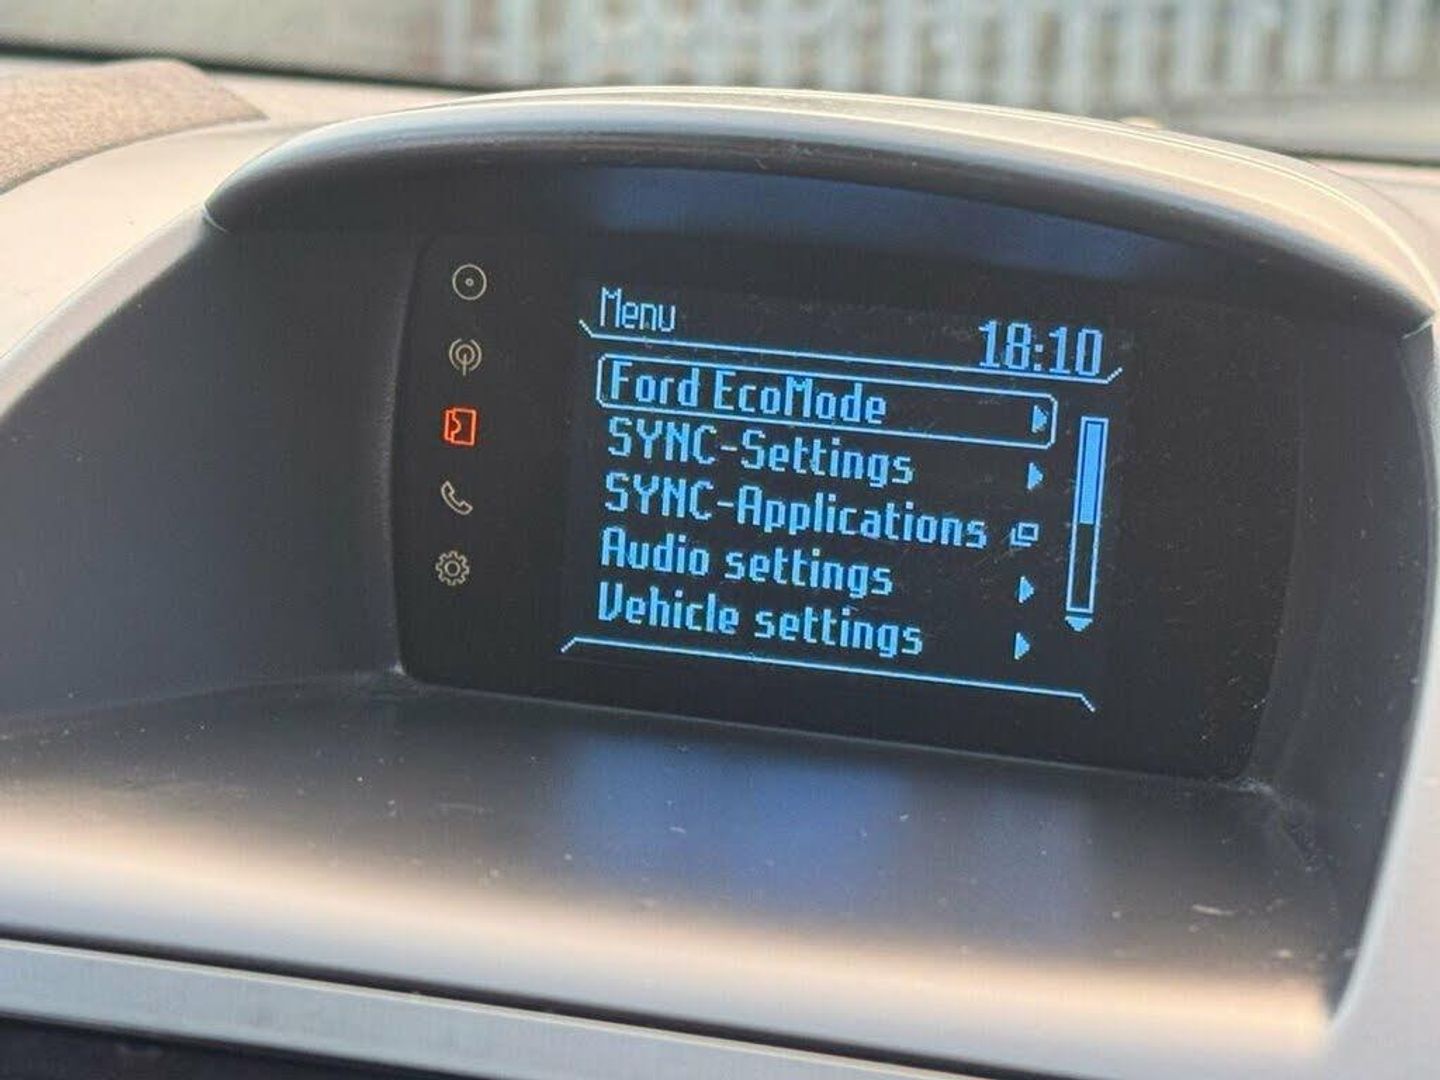 Menu
18:10
Ford EcoMode
SYNC-Settings
SYNC-Applications
Audio settings
Vehicle settings